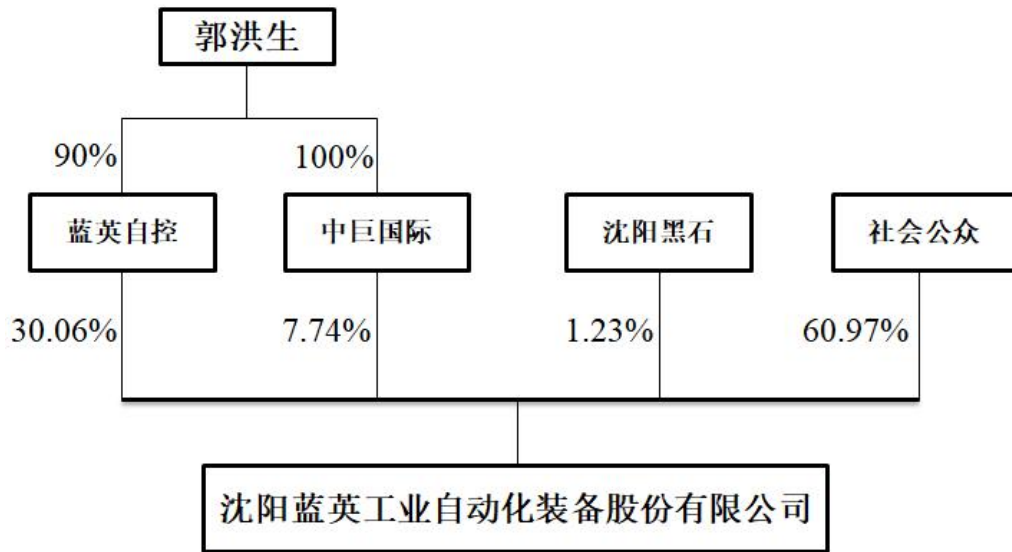 郭洪生
90%
100%
蓝英自控
中巨国际
沈阳黑石
社会公众
30.06%
7.74%
1.23%
60.97%
沈阳蓝英工业自动化装备股份有限公司